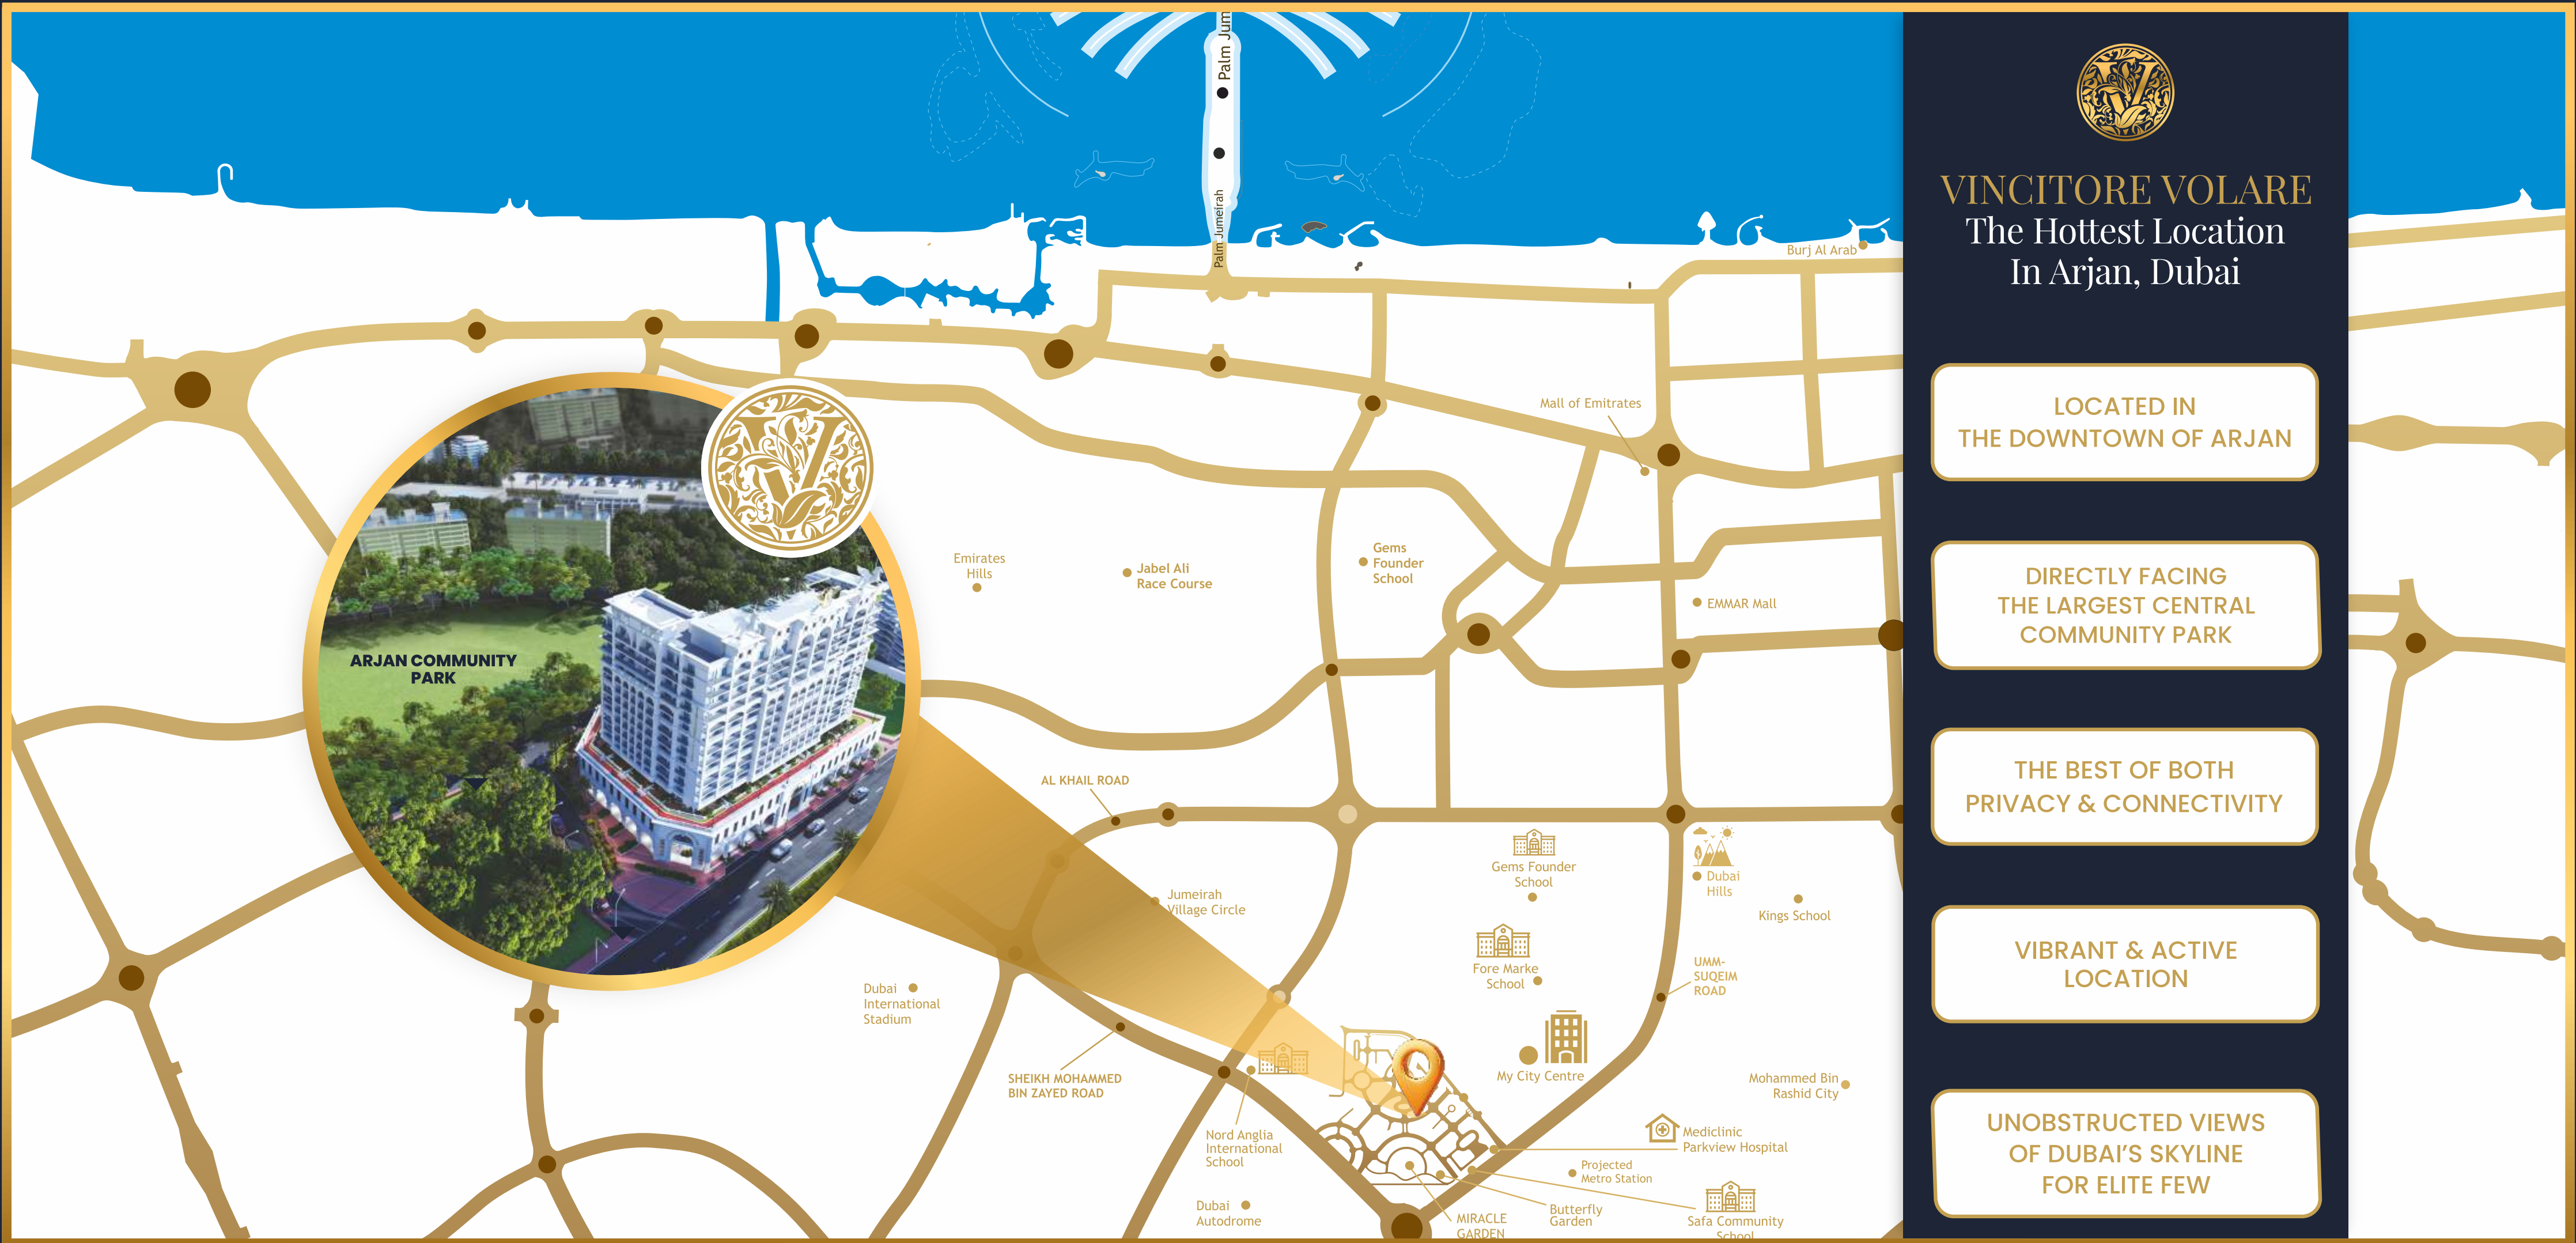 Palm Jum
Palm Jumeirah
Burj Al Arab
Mall of Emitrates
Emirates
Hills
Jabel Ali
Race Course
Gems
Founder
School
EMMAR Mall
ARJAN COMMUNITY
PARK
AL KHAIL ROAD
Jumeirah
Village Circle
Gems Founder
School
Dubai
Hills
Kings School
Fore Marke
School
UMM-
SUQEIM
ROAD
Dubai
International
Stadium
My City Centre
SHEIKH MOHAMMED
BIN ZAYED ROAD
Mohammed Bin
Rashid City
Nord Anglia
International
School
Mediclinic
Parkview Hospital
Projected
Metro Station
Dubai
Autodrome
MIRACLE
GARDEN
Butterfly
Garden
Safa Community
School
V
VINCITORE VOLARE
The Hottest Location
In Arjan, Dubai
LOCATED IN
THE DOWNTOWN OF ARJAN
DIRECTLY FACING
THE LARGEST CENTRAL
COMMUNITY PARK
THE BEST OF BOTH
PRIVACY & CONNECTIVITY
VIBRANT & ACTIVE
LOCATION
UNOBSTRUCTED VIEWS
OF DUBAI'S SKYLINE
FOR ELITE FEW